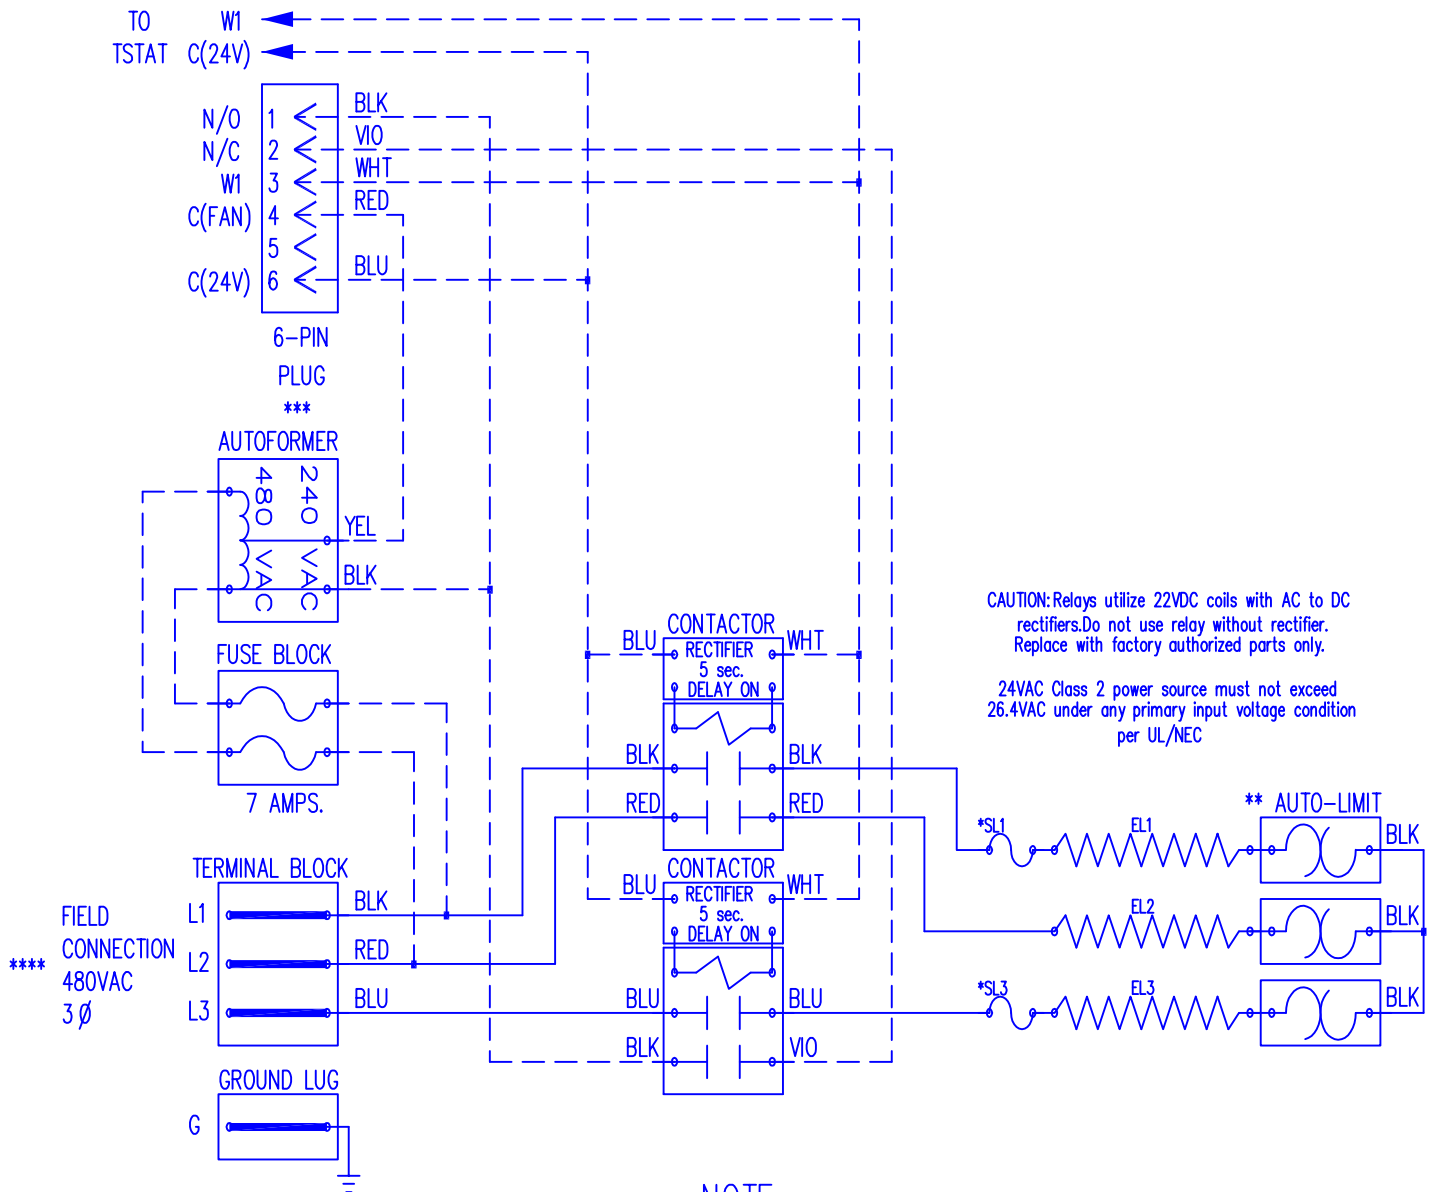 TO W1
TSTAT C(24V)
N/O 1 BLK
N/C 2 VIO
W1 3 WHT
C(FAN) 4 RED
5
C(24V) 6 BLU
6-PIN
PLUG
***
AUTOFORMER
480 VAC
240 VAC
YEL
BLK
FUSE BLOCK
7 AMPS.
TERMINAL BLOCK
L1 BLK
L2 RED
L3 BLU
FIELD
CONNECTION
**** 480VAC
3Ø
GROUND LUG
G
CONTACTOR
BLU RECTIFIER WHT
5 sec.
DELAY ON
BLK BLK
RED RED
CONTACTOR
BLU RECTIFIER WHT
5 sec.
DELAY ON
BLU BLU
BLK VIO
CAUTION: Relays utilize 22VDC coils with AC to DC
rectifiers.Do not use relay without rectifier.
Replace with factory authorized parts only.
24VAC Class 2 power source must not exceed
26.4VAC under any primary input voltage condition
per UL/NEC
** AUTO-LIMIT
*SL1 EL1 BLK
EL2 BLK
*SL3 EL3 BLK
NOTE